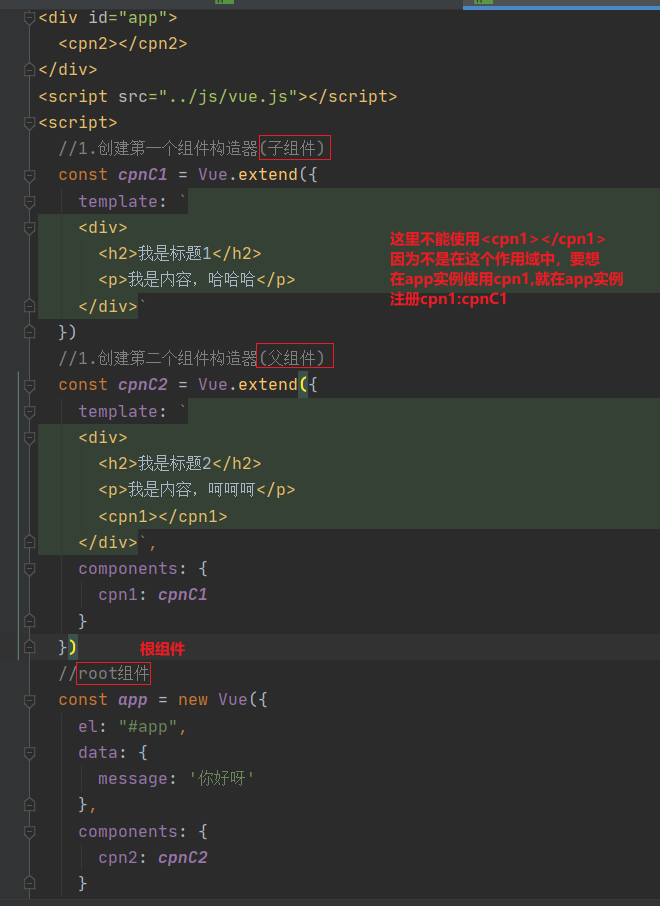 <div id="app">
<cpn2></cpn2>
</div>
<script src="../js/vue.js"></script>
<script>
//1.创建第一个组件构造器(子组件)
const cpnC1 = Vue.extend({
template: `
<div>
<h2>我是标题1</h2>
<p>我是内容，哈哈哈</p>
</div>`
这里不能使用<cpn1></cpn1>
因为不是在这个作用域中，要想
在app实例使用cpn1,就在app实例
注册cpn1:cpnC1
})
//1.创建第二个组件构造器(父组件)
const cpnC2 = Vue.extend({
template: `
<div>
<h2>我是标题2</h2>
<p>我是内容，呵呵呵</p>
<cpn1></cpn1>
</div>`,
components: {
cpn1: cpnC1
}
})
根组件
//root组件
const app = new Vue({
el: "#app",
data: {
message: '你好呀'
},
components: {
cpn2: cpnC2
}